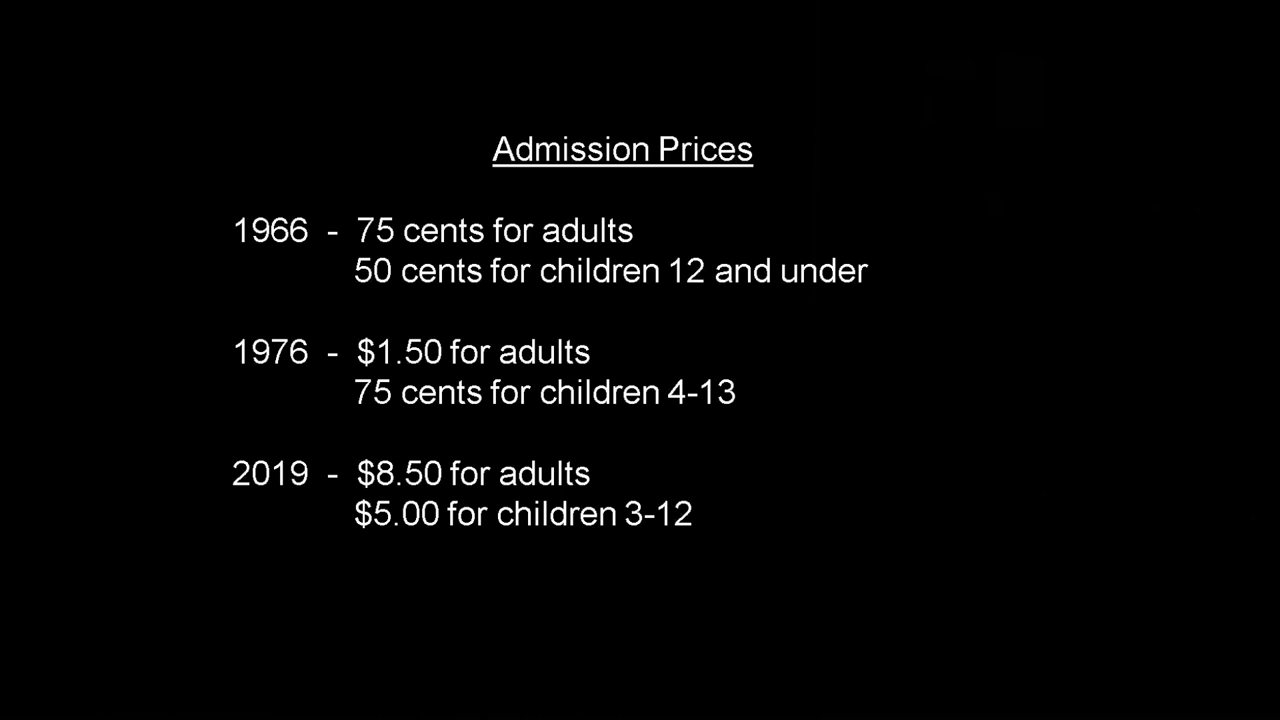 Admission Prices
1966 - 75 cents for adults
50 cents for children 12 and under
1976 - $1.50 for adults
75 cents for children 4-13
2019 - $8.50 for adults
$5.00 for children 3-12